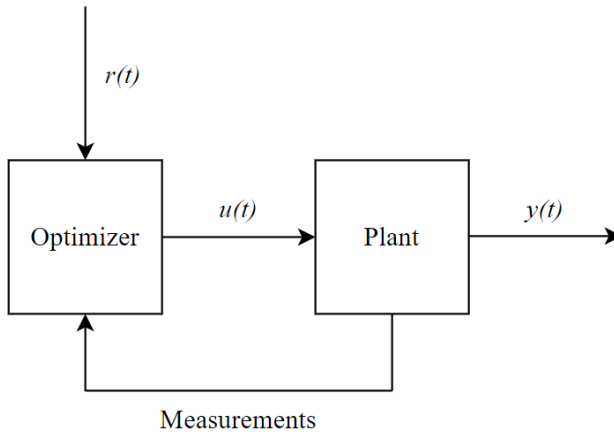 r(t)
Optimizer
u(t)
Plant
y(t)
Measurements